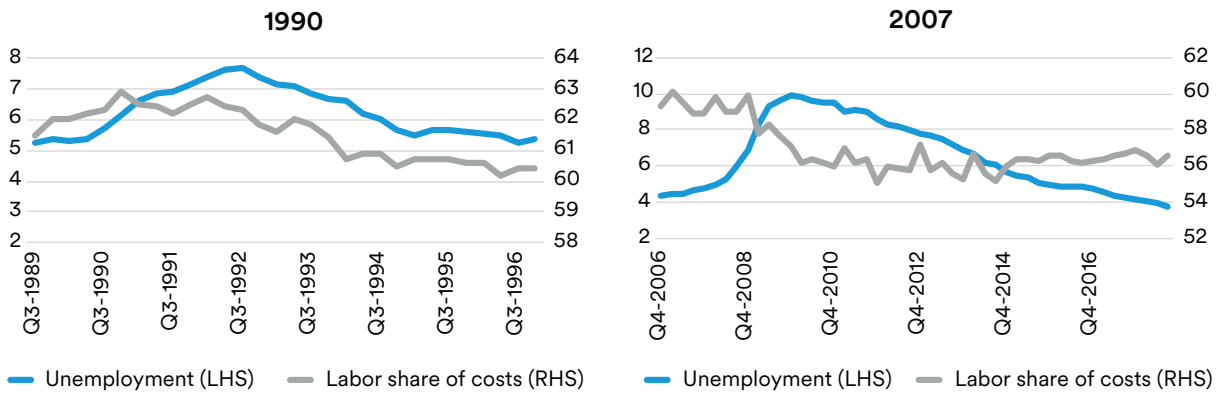 1990
8
7
6
5
4
3
2
64
63
62
61
60
59
58
Q3-1989
Q3-1990
Q3-1991
Q3-1992
Q3-1993
Q3-1994
Q3-1995
Q3-1996
Unemployment (LHS)
Labor share of costs (RHS)
2007
12
10
8
6
4
2
62
60
58
56
54
52
Q4-2006
Q4-2008
Q4-2010
Q4-2012
Q4-2014
Q4-2016
Unemployment (LHS)
Labor share of costs (RHS)